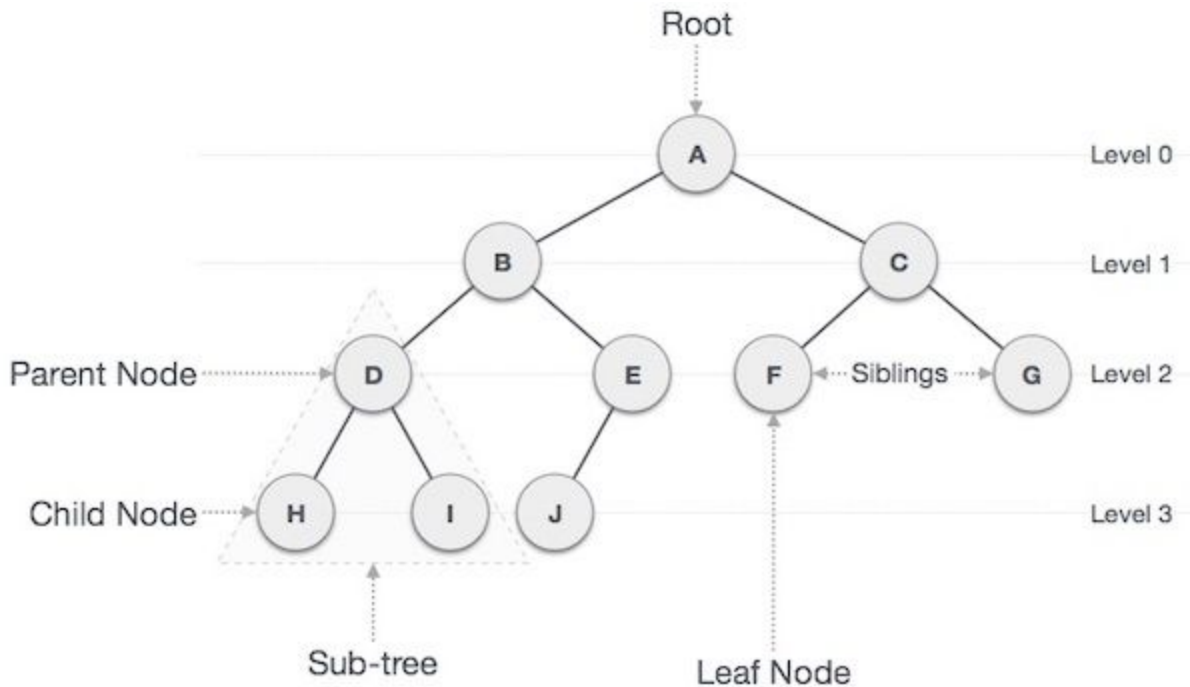 Root
A
Level 0
B
C
Level 1
Parent Node
D
E
F
Siblings
G
Level 2
Child Node
H
I
J
Level 3
Sub-tree
Leaf Node